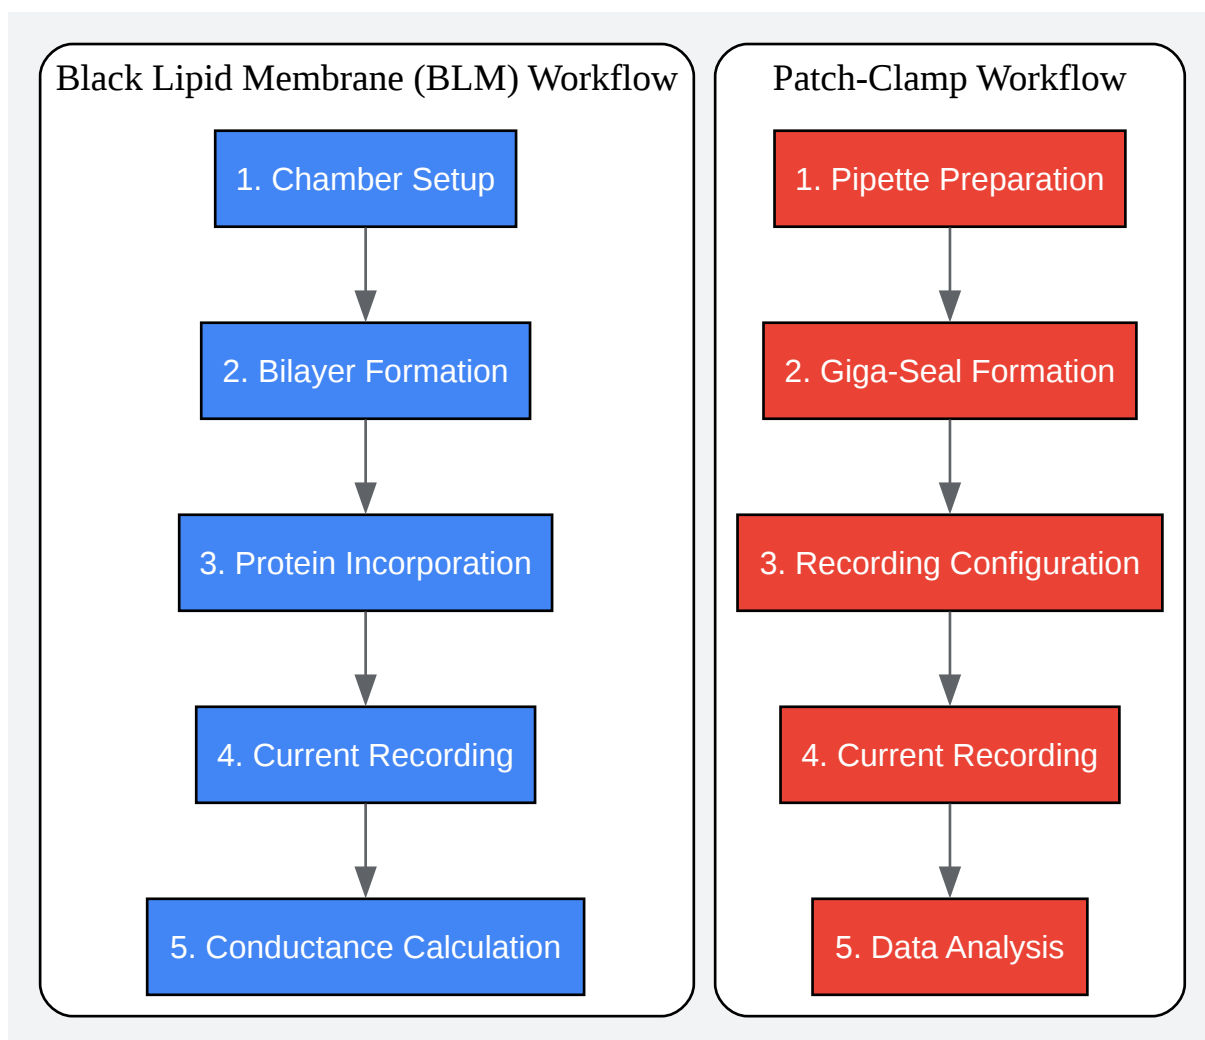 Black Lipid Membrane (BLM) Workflow
1. Chamber Setup
2. Bilayer Formation
3. Protein Incorporation
4. Current Recording
5. Conductance Calculation
Patch-Clamp Workflow
1. Pipette Preparation
2. Giga-Seal Formation
3. Recording Configuration
4. Current Recording
5. Data Analysis